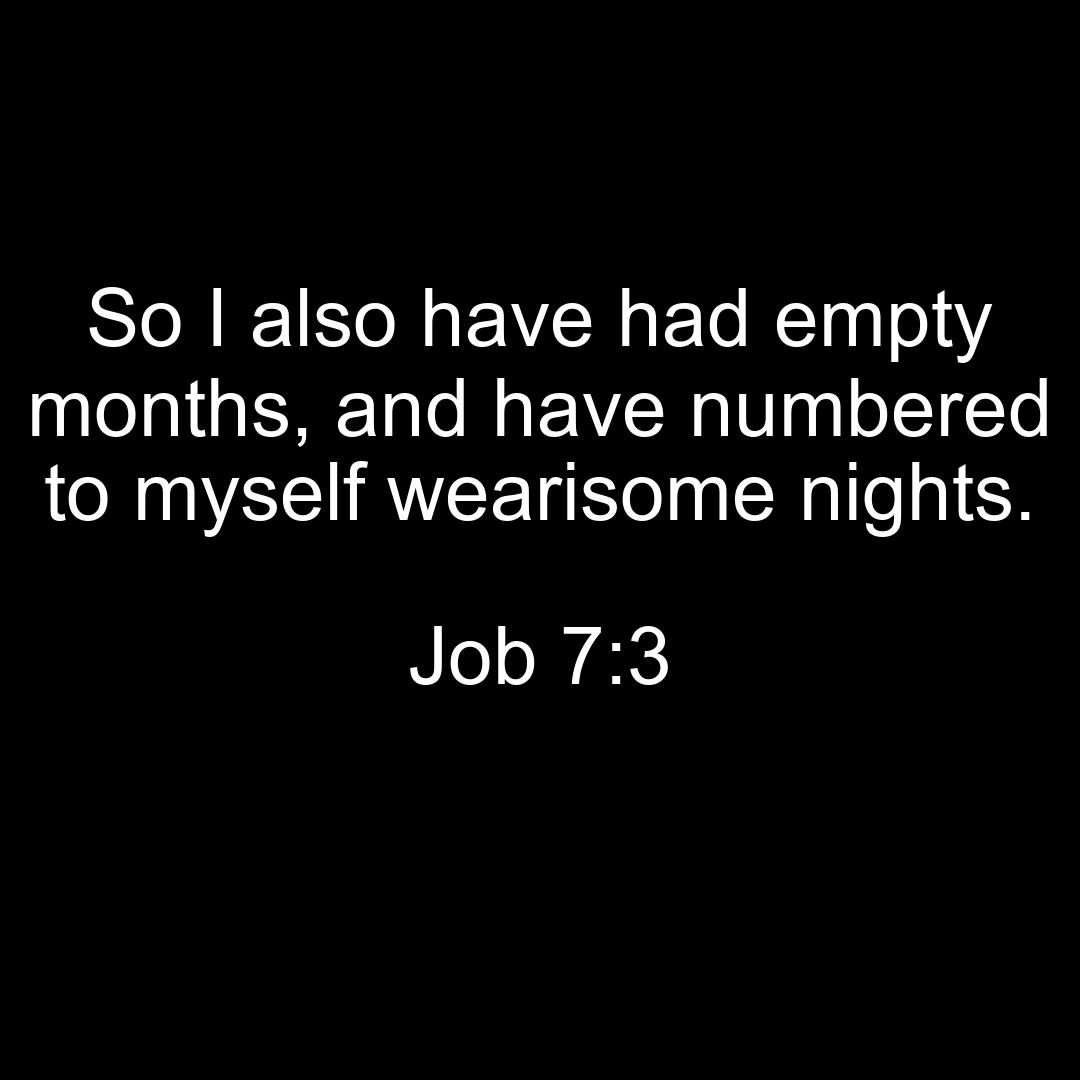 So I also have had empty
months, and have numbered
to myself wearisome nights.
Job 7:3